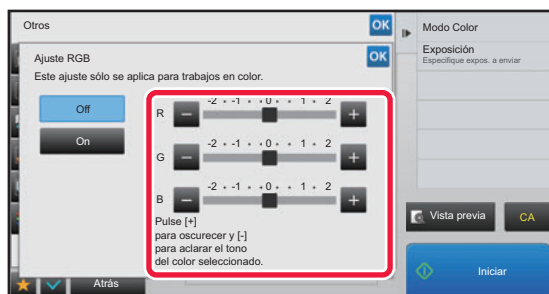 Otros
OK
Ajuste RGB
OK
Este ajuste sólo se aplica para trabajos en color.
Off
On
R
-2 • -1 • • 0 • • 1 • 2
− +
G
-2 • -1 • • 0 • • 1 • 2
− +
B
-2 • -1 • • 0 • • 1 • 2
− +
Pulse [+]
para oscurecer y [-]
para aclarar el tono
del color seleccionado.
Atrás
Modo Color
Exposición
Especifique expos. a enviar
Vista previa
CA
Iniciar